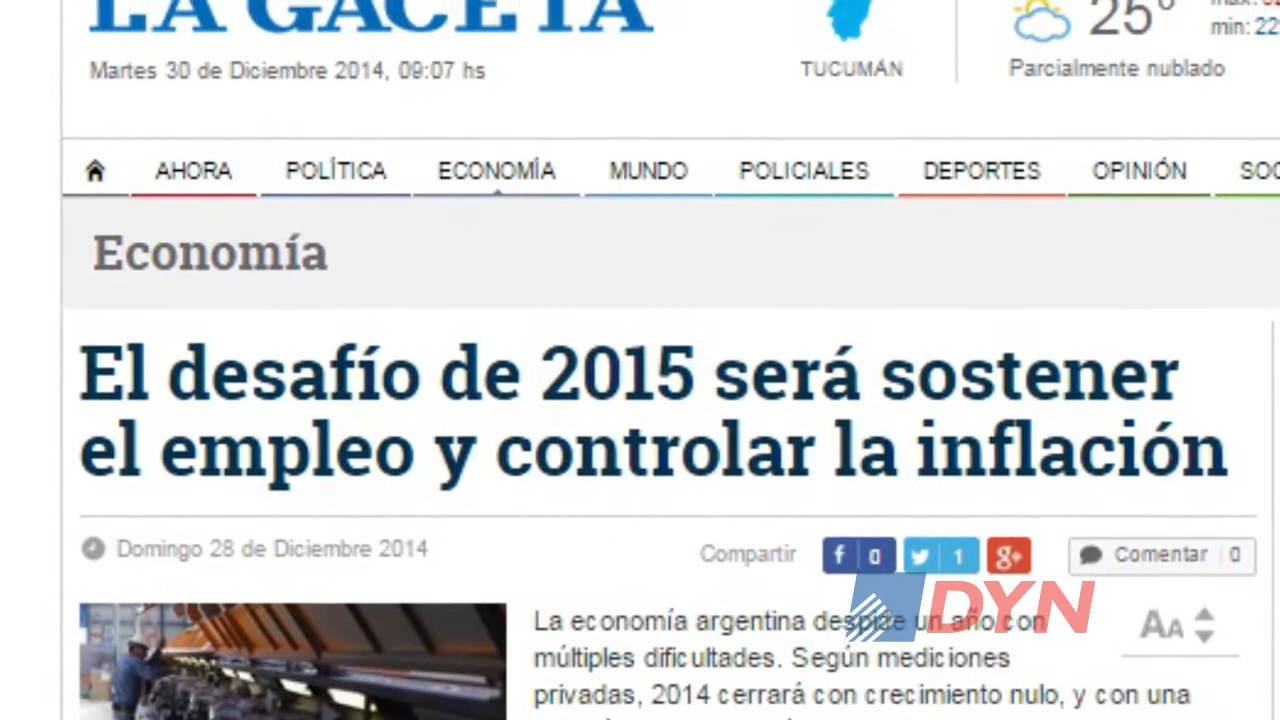 LA GACETA
Martes 30 de Diciembre 2014, 09:07 hs
TUCUMÁN
25°
min: 22
Parcialmente nublado
AHORA POLÍTICA ECONOMÍA MUNDO POLICIALES DEPORTES OPINIÓN
Economía
El desafío de 2015 será sostener
el empleo y controlar la inflación
Domingo 28 de Diciembre 2014
Compartir f 0 1 g+ Comentar 0
DYN
AA
La economía argentina despide un año con
múltiples dificultades. Según mediciones
privadas, 2014 cerrará con crecimiento nulo, y con una